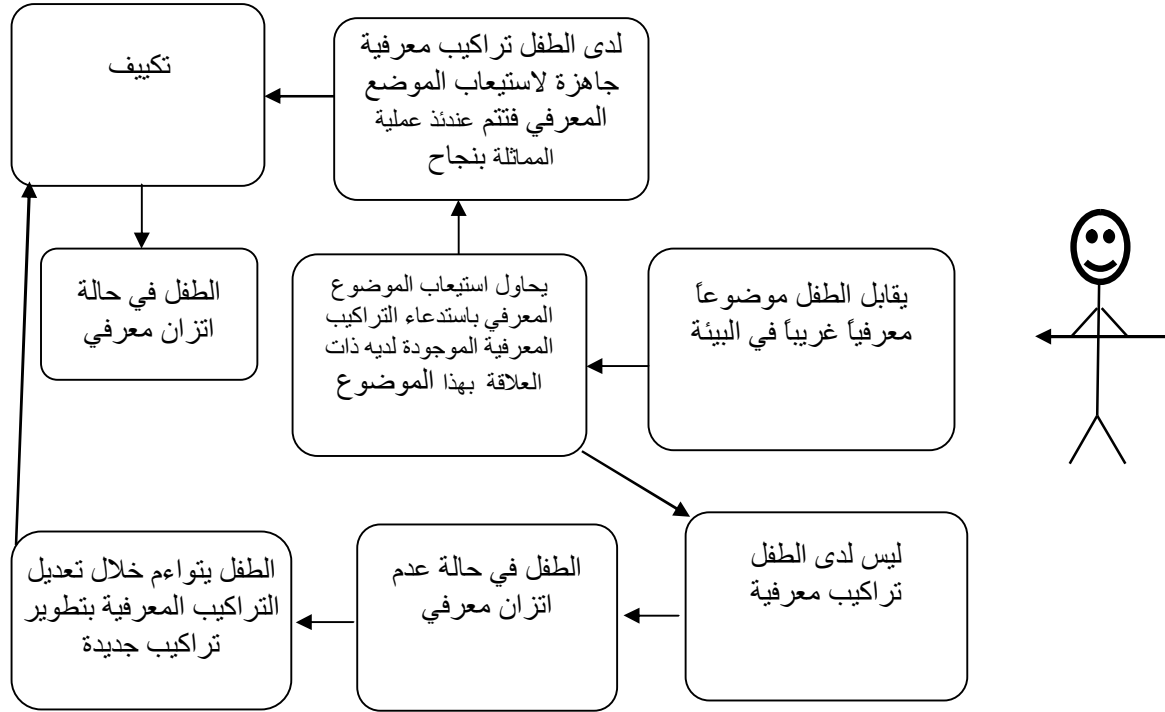 لدى الطفل تراكيب معرفية
جاهزة لاستيعاب الموضع
المعرفي فتتم عندئذ عملية
المماثلة بنجاح
تكييف
يقابل الطفل موضوعاً
معرفياً غريباً في البيئة
يحاول استيعاب الموضوع
المعرفي باستدعاء التراكيب
المعرفية الموجودة لديه ذات
العلاقة بهذا الموضوع
الطفل في حالة
اتزان معرفي
ليس لدى الطفل
تراكيب معرفية
الطفل في حالة عدم
اتزان معرفي
الطفل يتواءم خلال تعديل
التراكيب المعرفية بتطوير
تراكيب جديدة